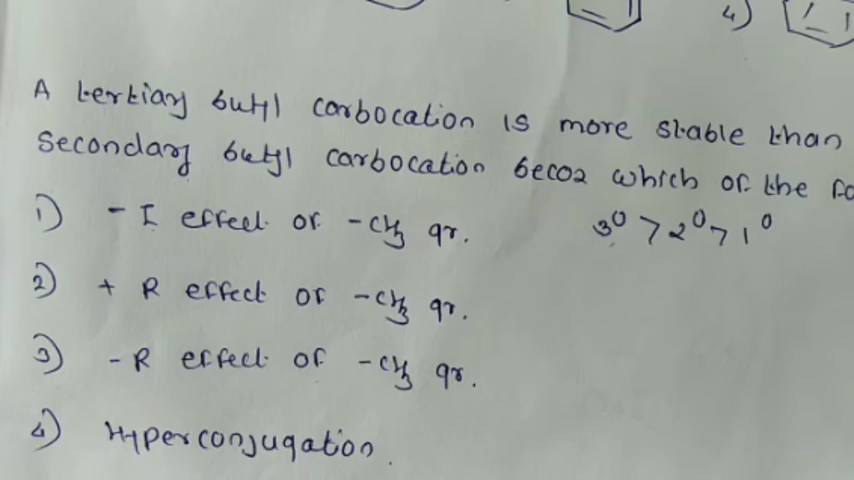 4)
A tertiary butyl carbocation is more stable than
Secondary butyl carbocation becoz which of the
1) - I effect of -CH3 gr.
3° > 2° > 1°
2) + R effect of -CH3 gr.
3) - R effect of -CH3 gr.
4) Hyperconjugation.